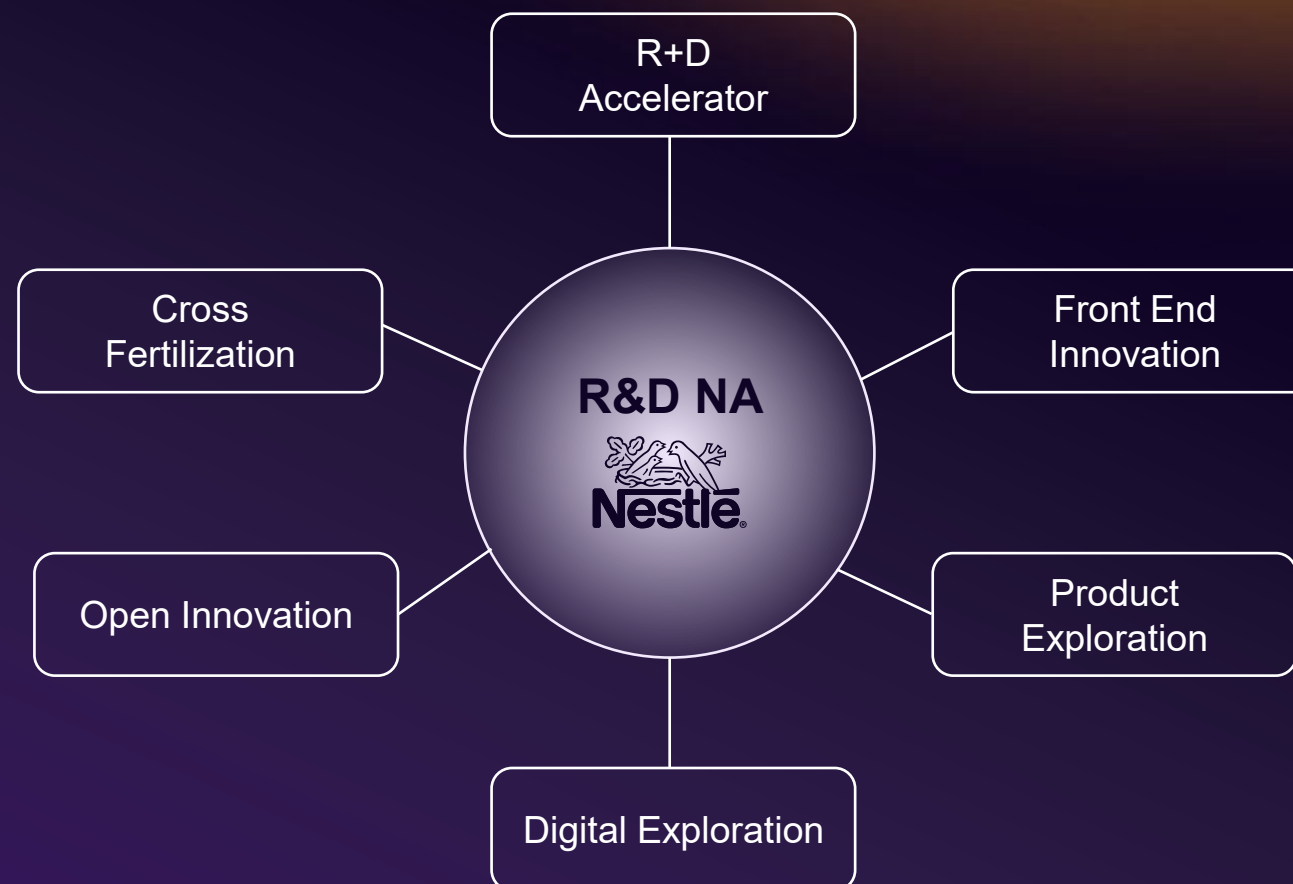 R+D
Accelerator
Cross
Fertilization
Front End
Innovation
R&D NA
Nestlé®
Open Innovation
Product
Exploration
Digital Exploration